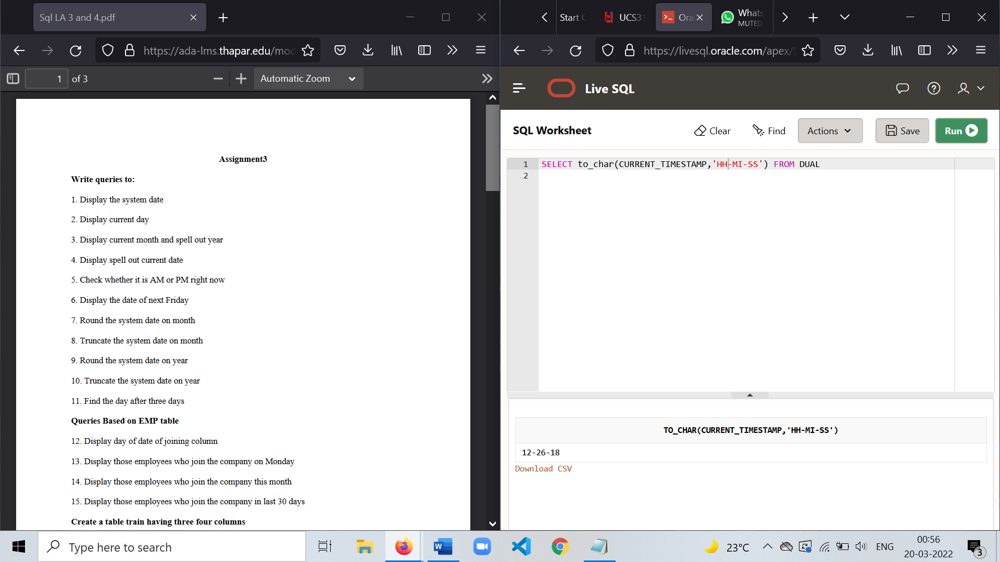 Sql LA 3 and 4.pdf
https://ada-lms.thapar.edu/moo
1 of 3
Automatic Zoom
Assignment3
Write queries to:
1. Display the system date
2. Display current day
3. Display current month and spell out year
4. Display spell out current date
5. Check whether it is AM or PM right now
6. Display the date of next Friday
7. Round the system date on month
8. Truncate the system date on month
9. Round the system date on year
10. Truncate the system date on year
11. Find the day after three days
Queries Based on EMP table
12. Display day of date of joining column
13. Display those employees who join the company on Monday
14. Display those employees who join the company this month
15. Display those employees who join the company in last 30 days
Create a table train having three four columns
Start
UCS31
Ora
Whats
MUTED
https://livesql.oracle.com/apex/
Live SQL
SQL Worksheet
Clear
Find
Actions
Save
Run
1 SELECT to_char(CURRENT_TIMESTAMP,'HH-MI-SS') FROM DUAL
2
TO_CHAR(CURRENT_TIMESTAMP,'HH-MI-SS')
12-26-18
Download CSV
Type here to search
23°C
ENG
00:56
20-03-2022
3